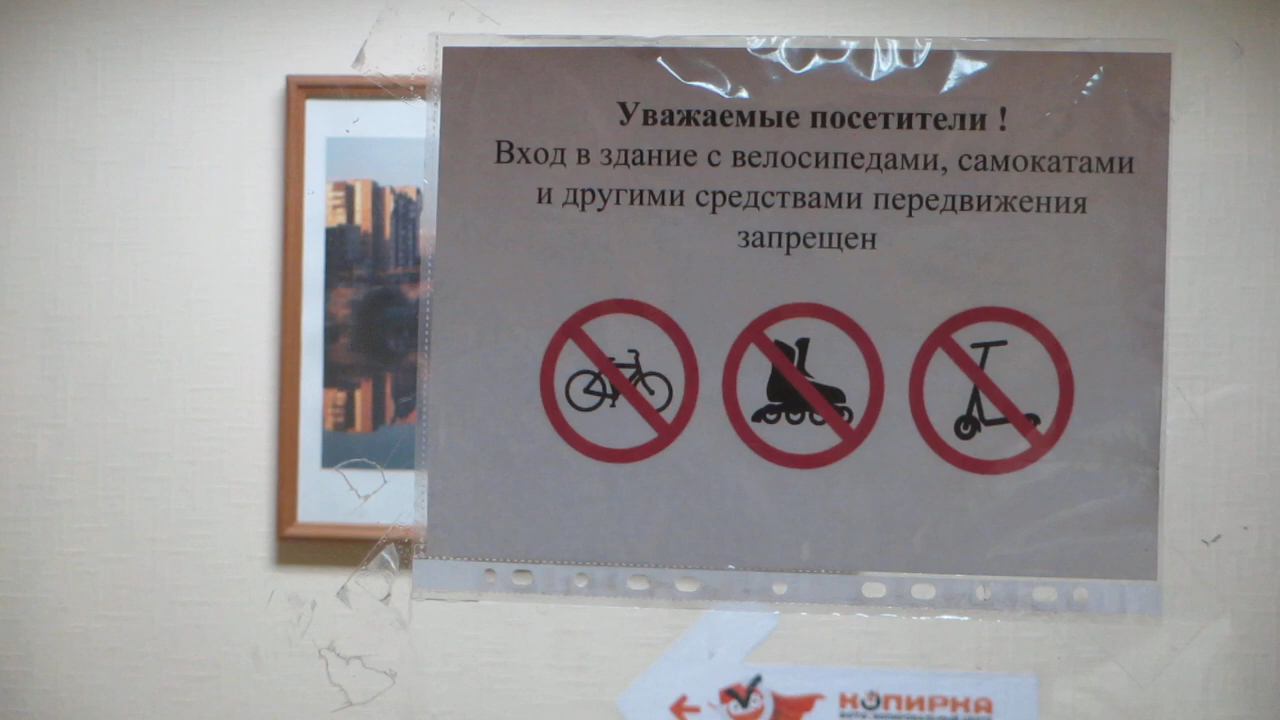 Уважаемые посетители !
Вход в здание с велосипедами, самокатами
и другими средствами передвижения
запрещен
КОПИРКА